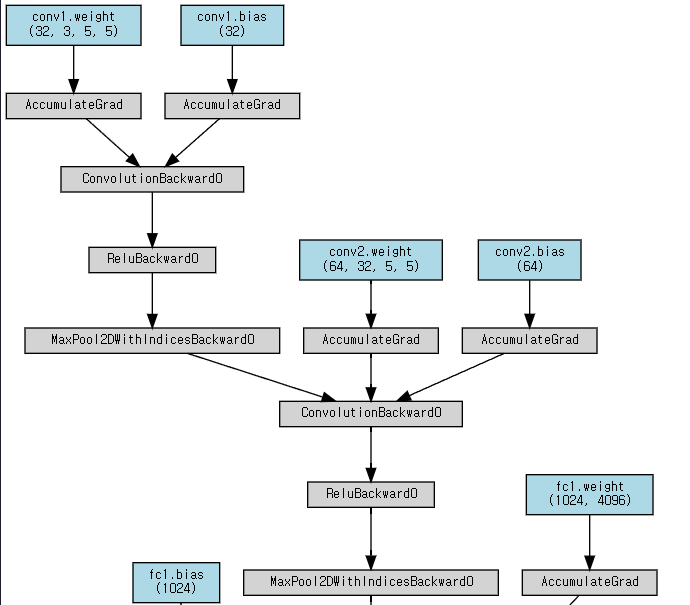 conv1.weight
(32, 3, 5, 5)
conv1.bias
(32)
AccumulateGrad
AccumulateGrad
ConvolutionBackward0
ReluBackward0
conv2.weight
(64, 32, 5, 5)
conv2.bias
(64)
MaxPool2DWithIndicesBackward0
AccumulateGrad
AccumulateGrad
ConvolutionBackward0
ReluBackward0
fc1.weight
(1024, 4096)
fc1.bias
(1024)
MaxPool2DWithIndicesBackward0
AccumulateGrad